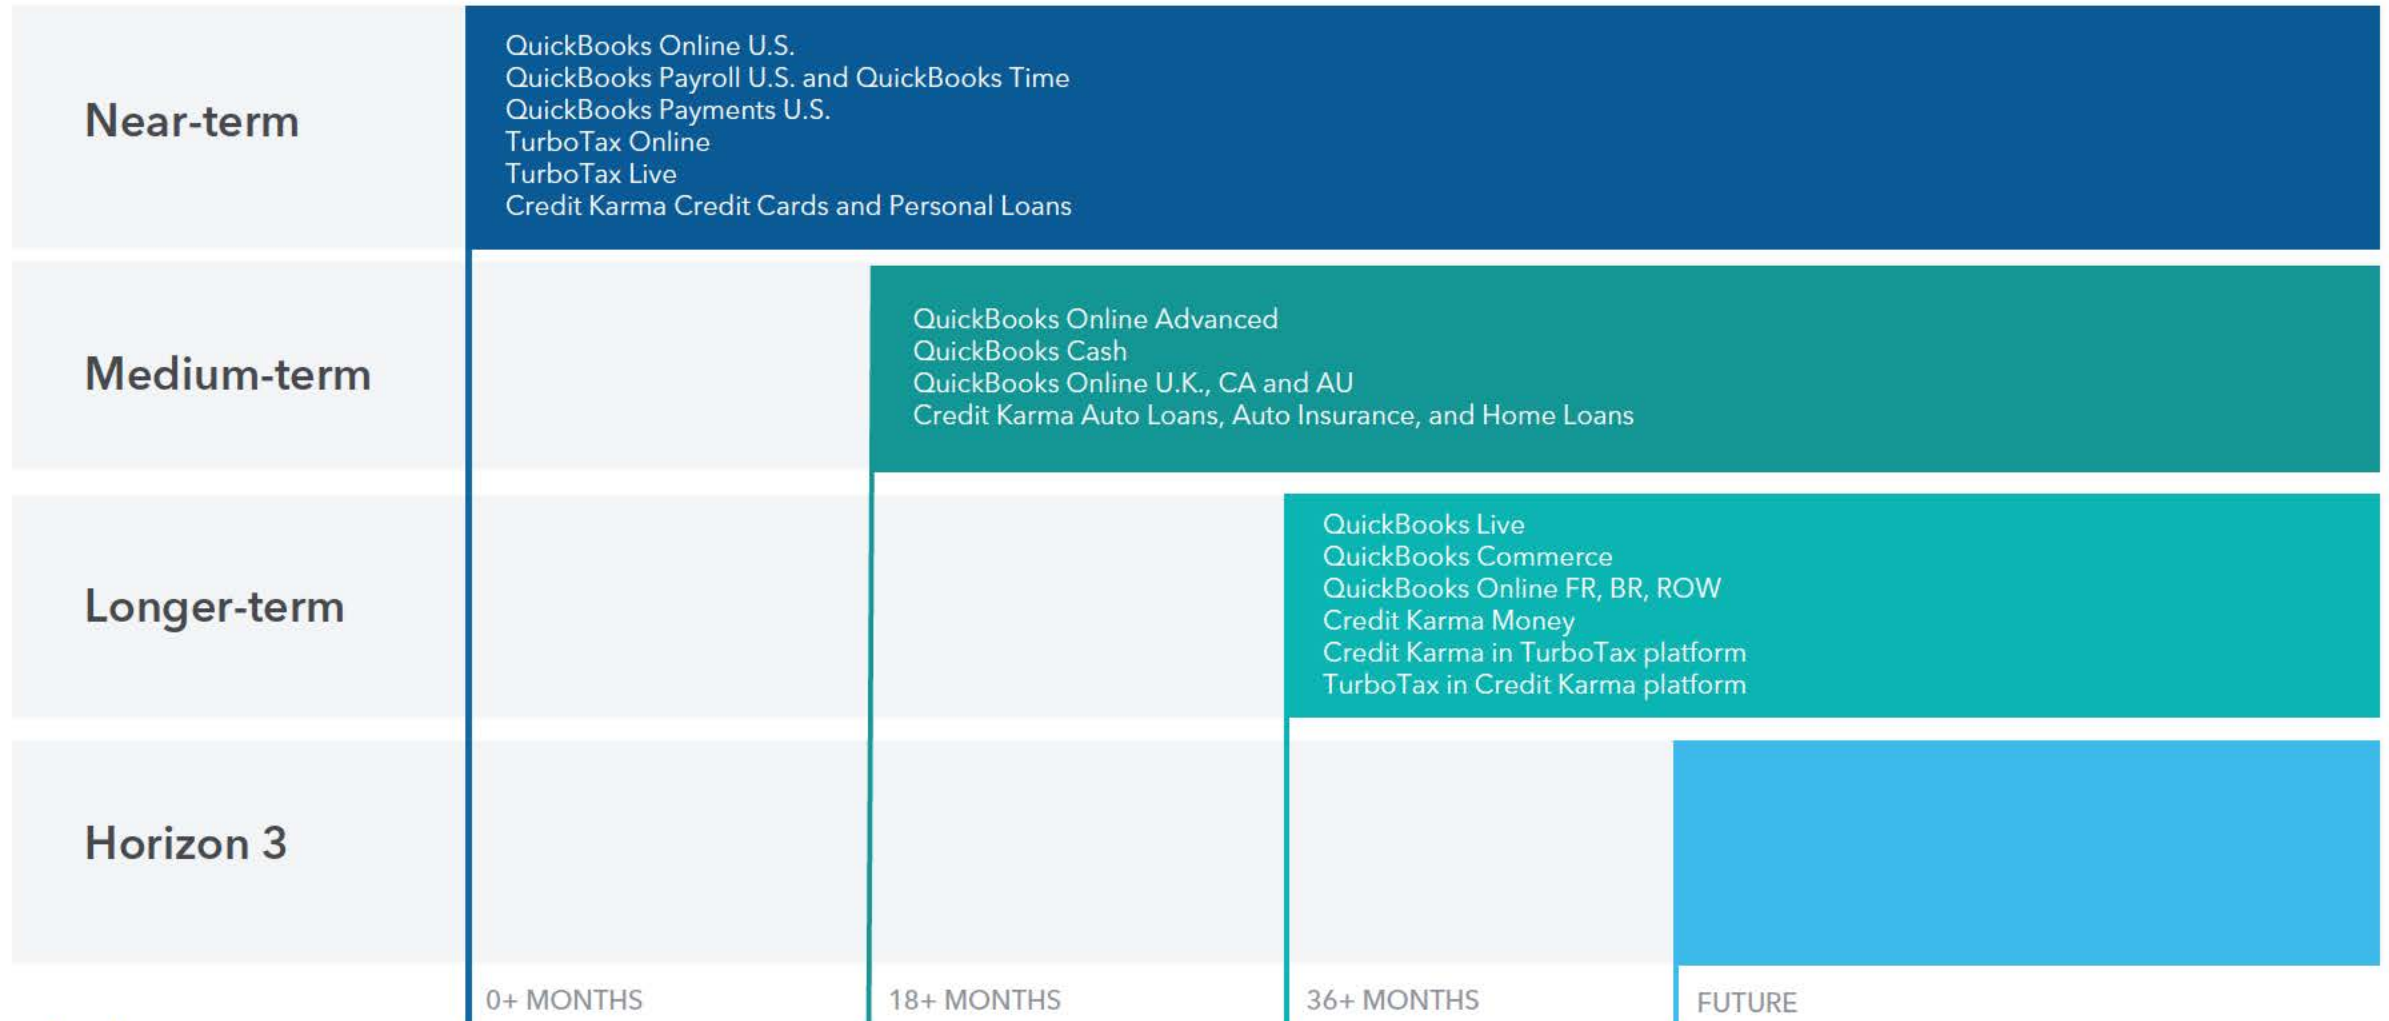 Near-term
QuickBooks Online U.S.
QuickBooks Payroll U.S. and QuickBooks Time
QuickBooks Payments U.S.
TurboTax Online
TurboTax Live
Credit Karma Credit Cards and Personal Loans
Medium-term
QuickBooks Online Advanced
QuickBooks Cash
QuickBooks Online U.K., CA and AU
Credit Karma Auto Loans, Auto Insurance, and Home Loans
Longer-term
QuickBooks Live
QuickBooks Commerce
QuickBooks Online FR, BR, ROW
Credit Karma Money
Credit Karma in TurboTax platform
TurboTax in Credit Karma platform
Horizon 3
0+ MONTHS
18+ MONTHS
36+ MONTHS
FUTURE